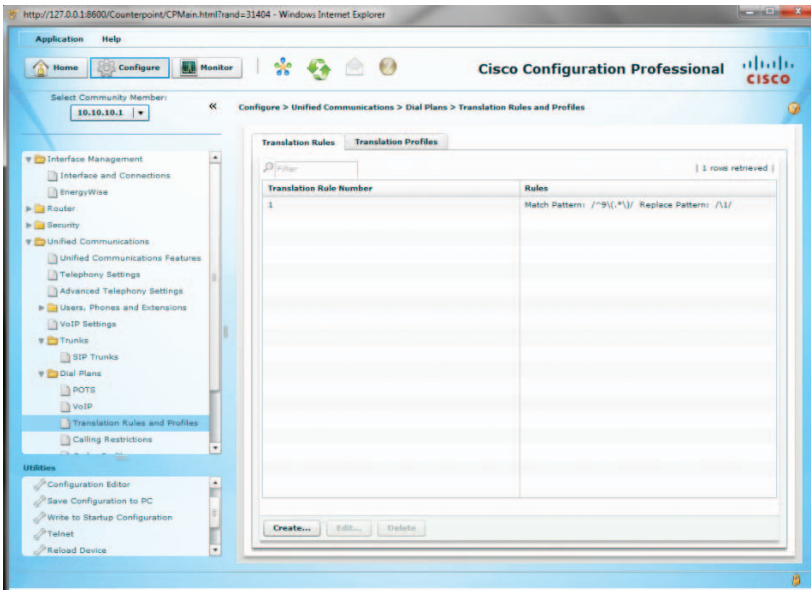 http://127.0.0.1:8600/Counterpoint/CPMain.html?rand=31404 - Windows Internet Explorer
Application Help
Home Configure Monitor
Cisco Configuration Professional
CISCO
Select Community Member:
10.10.10.1
«
Configure > Unified Communications > Dial Plans > Translation Rules and Profiles
Interface Management
Interface and Connections
EnergyWise
Router
Security
Unified Communications
Unified Communications Features
Telephony Settings
Advanced Telephony Settings
Users, Phones and Extensions
VoIP Settings
Trunks
SIP Trunks
Dial Plans
POTS
VoIP
Translation Rules and Profiles
Calling Restrictions
Utilities
Configuration Editor
Save Configuration to PC
Write to Startup Configuration
Telnet
Reload Device
Translation Rules Translation Profiles
Filter
| 1 rows retrieved |
Translation Rule Number Rules
1 Match Pattern: /^9\(.*\)/ Replace Pattern: /\1/
Create... Edit... Delete